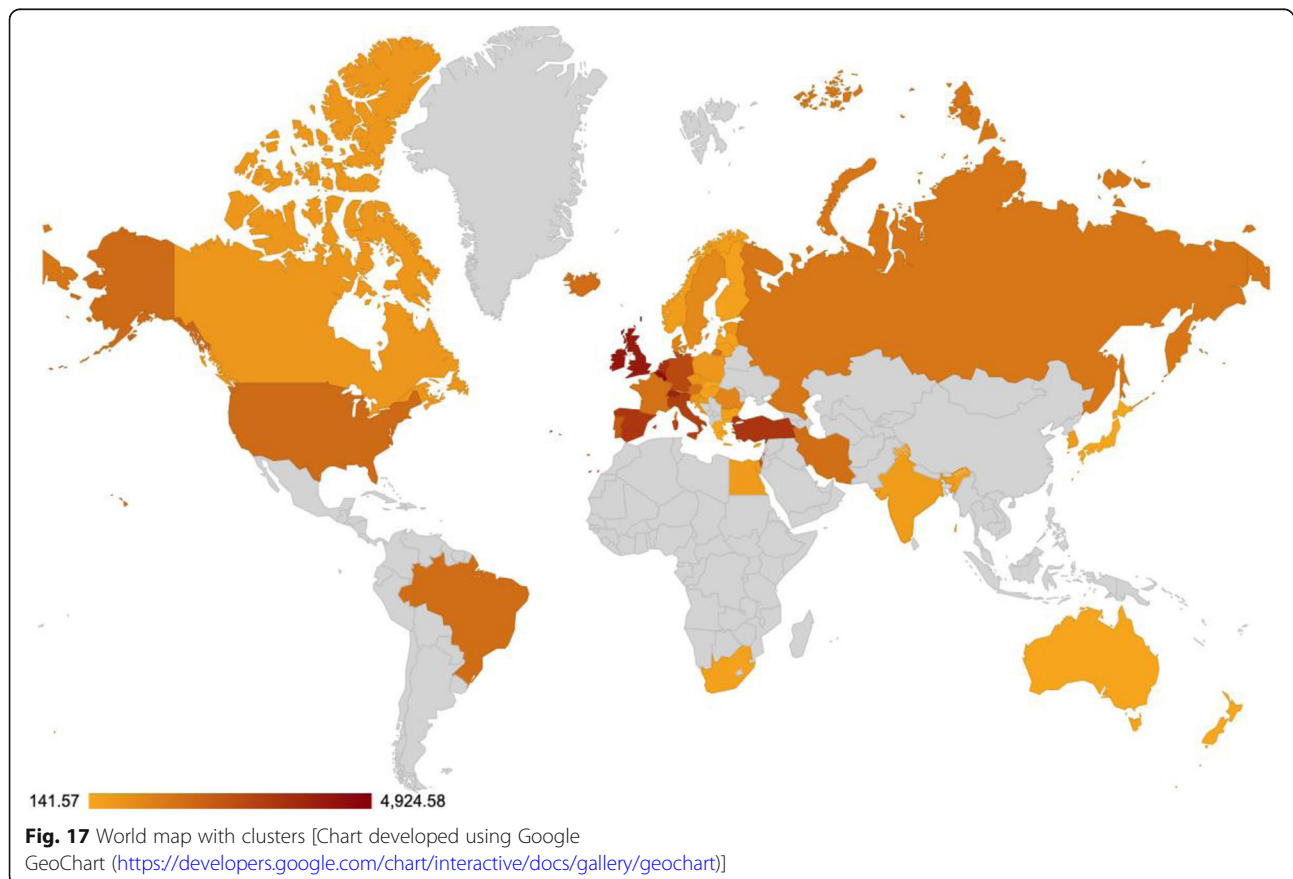 141.57 4,924.58
Fig. 17 World map with clusters [Chart developed using Google
GeoChart (https://developers.google.com/chart/interactive/docs/gallery/geochart)]